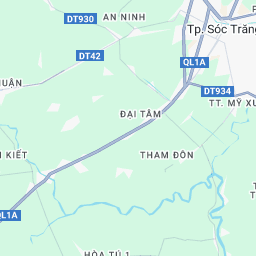 AN NINH
DT930
Tp. Sóc Trăng
DT42
QL1A
DT934
TT. MỸ XU
ĐẠI TÂM
THAM ĐÔN
KIẾT
QL1A
HÒA TÚ 1